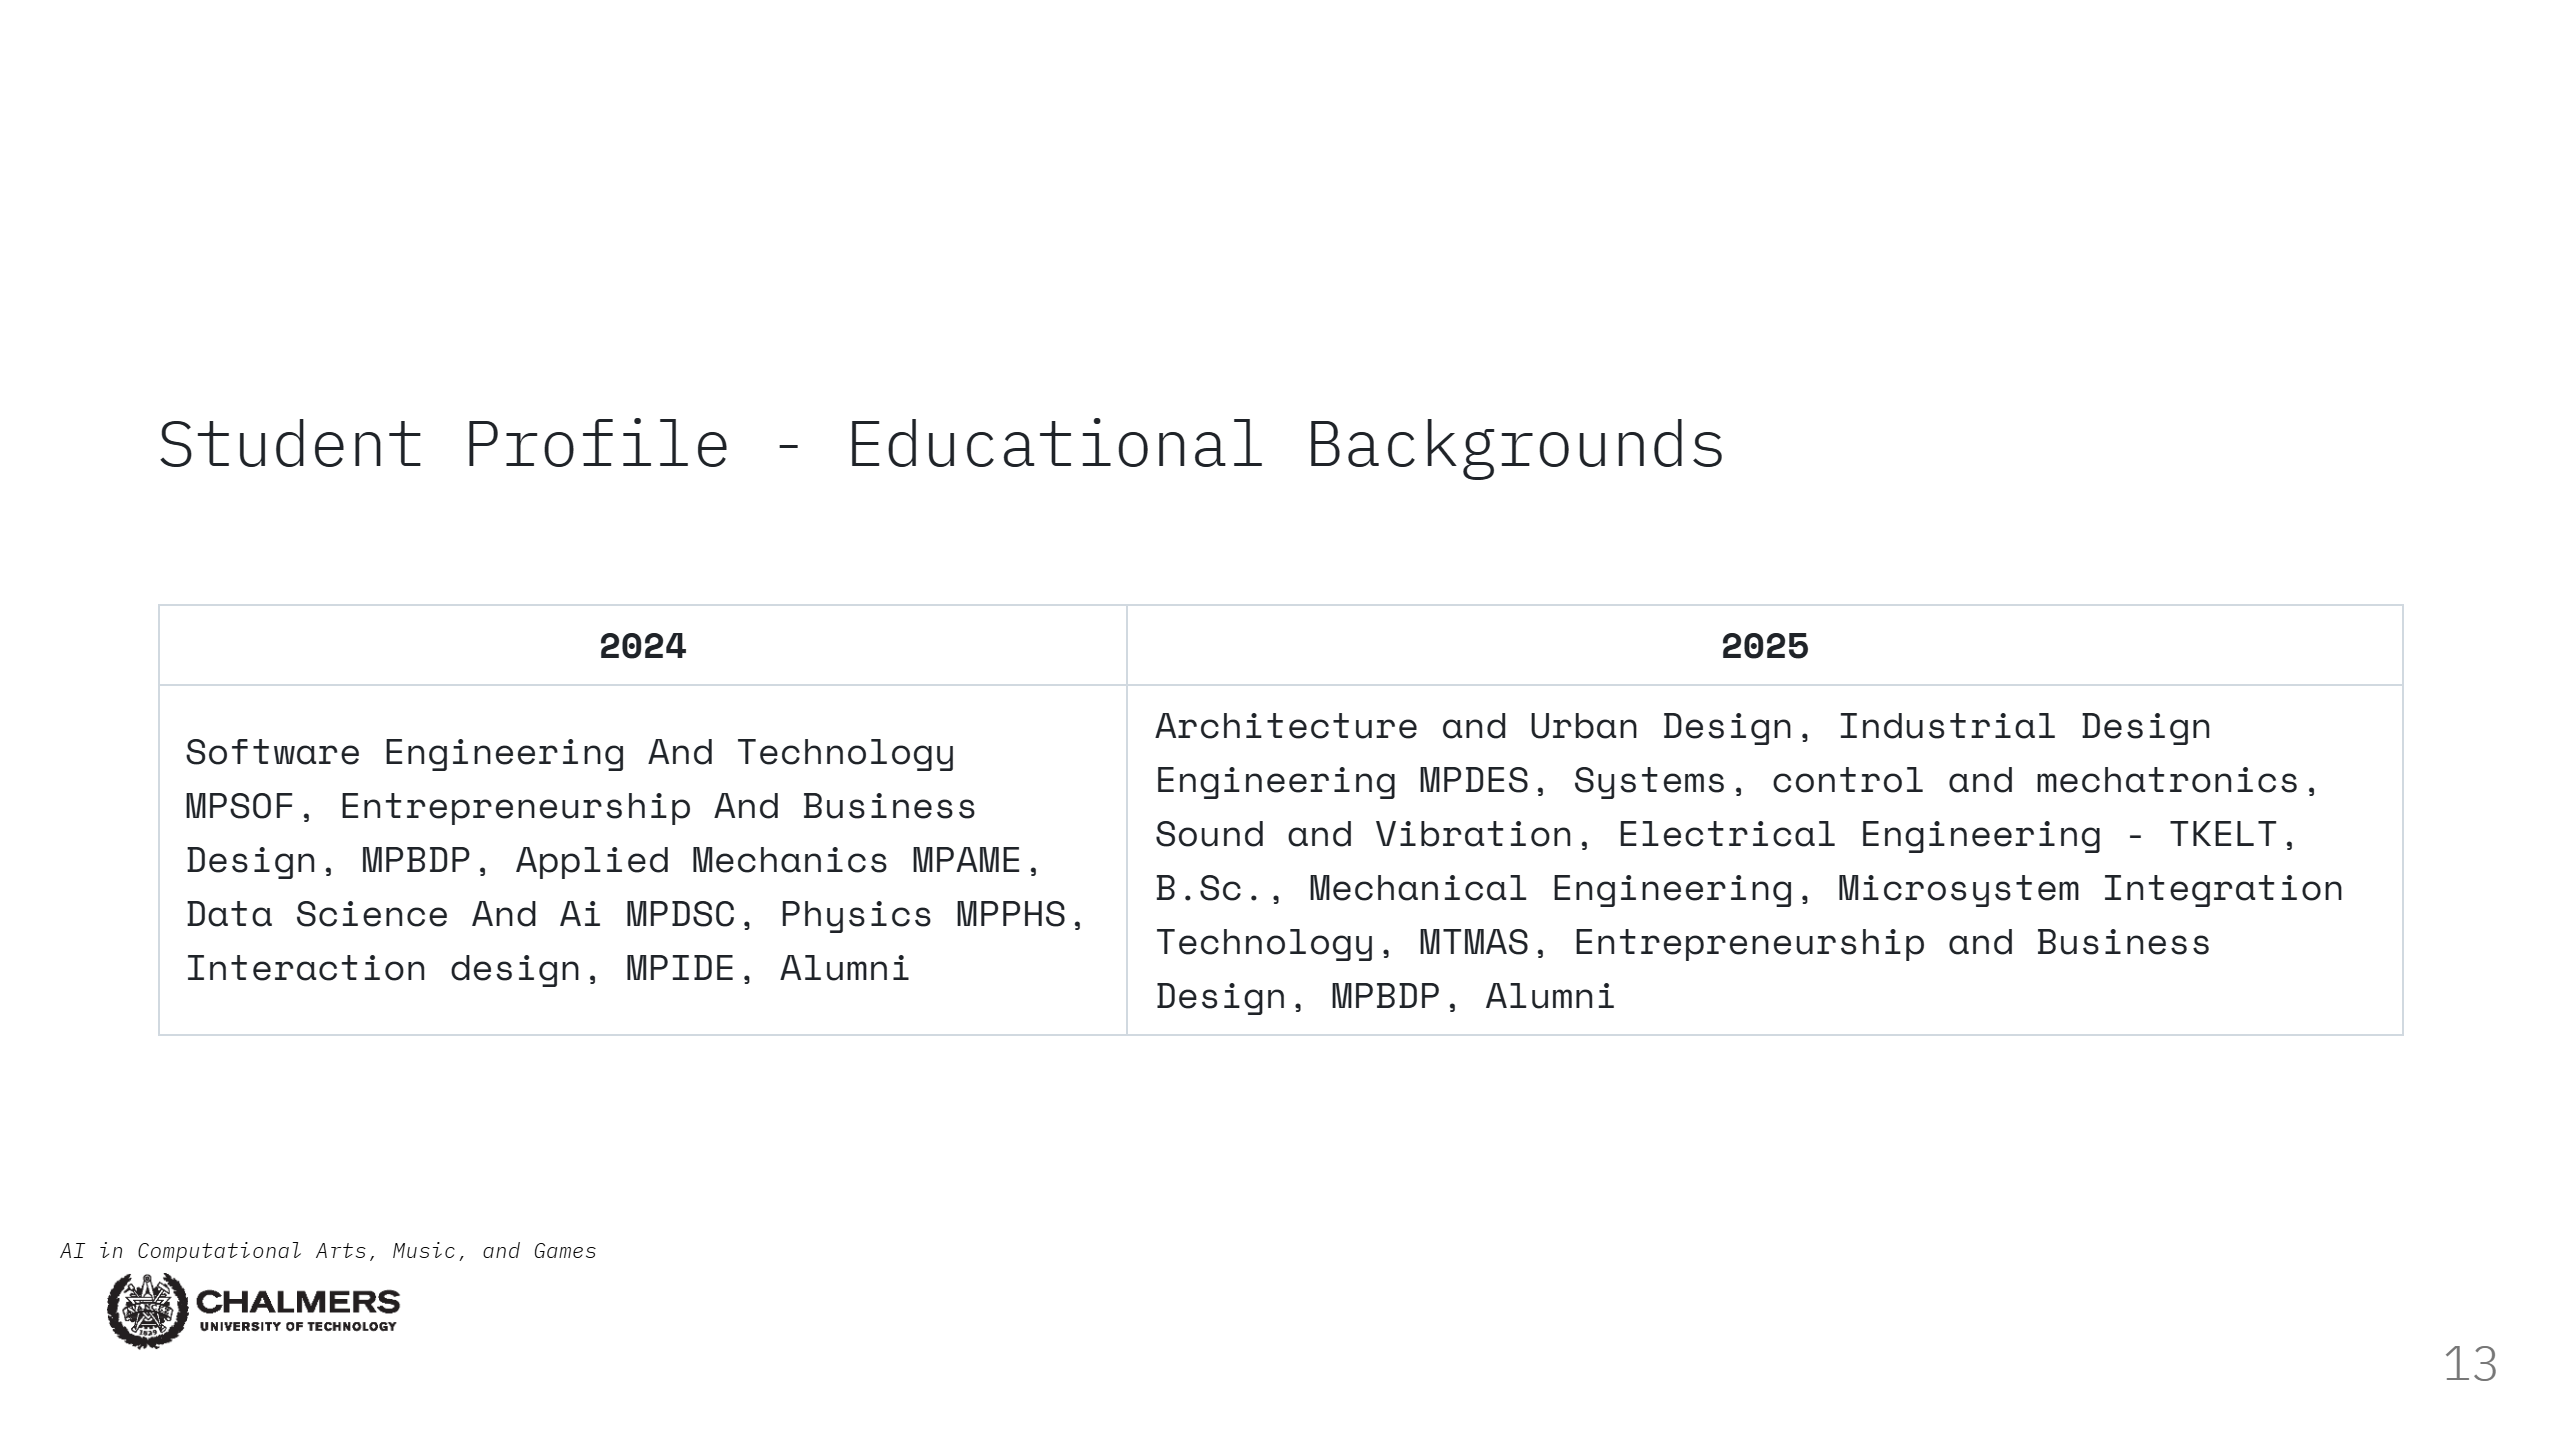 Student Profile - Educational Backgrounds
2024
2025
Software Engineering And Technology
MPSOF, Entrepreneurship And Business
Design, MPBDP, Applied Mechanics MPAME,
Data Science And Ai MPDSC, Physics MPPHS,
Interaction design, MPIDE, Alumni
Architecture and Urban Design, Industrial Design
Engineering MPDES, Systems, control and mechatronics,
Sound and Vibration, Electrical Engineering - TKELT,
B.Sc., Mechanical Engineering, Microsystem Integration
Technology, MTMAS, Entrepreneurship and Business
Design, MPBDP, Alumni
AI in Computational Arts, Music, and Games
AVANCEZ
1829
CHALMERS
UNIVERSITY OF TECHNOLOGY
13